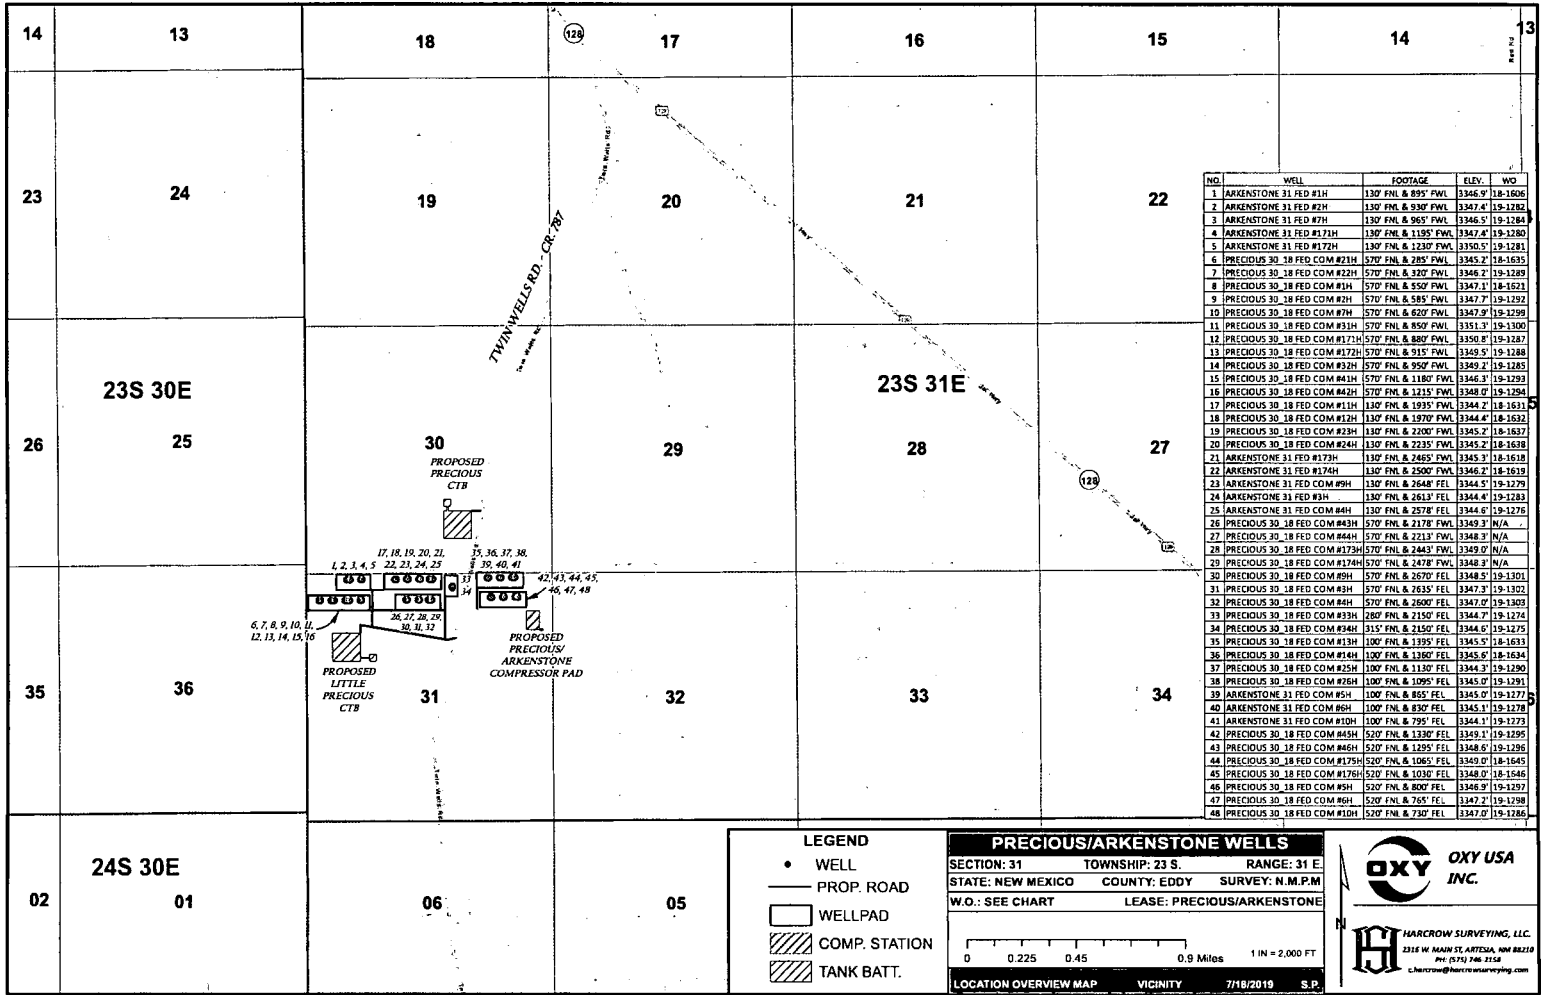 14
13
18
128
17
16
15
14
13
Red Rd
23
24
19
20
21
22
Twin Wells Rd
TWIN WELLS RD. - CR. 787
Twin Wells Rd
128
Jal Hwy
23S 30E
23S 31E
Jal Hwy
26
25
30
29
28
27
128
Jal Hwy
PROPOSED
PRECIOUS
CTB
1, 2, 3, 4, 5
17, 18, 19, 20, 21,
22, 23, 24, 25
35, 36, 37, 38,
39, 40, 41
33
34
42, 43, 44, 45,
46, 47, 48
6, 7, 8, 9, 10, 11,
12, 13, 14, 15, 16
26, 27, 28, 29,
30, 31, 32
PROPOSED
LITTLE
PRECIOUS
CTB
PROPOSED
PRECIOUS/
ARKENSTONE
COMPRESSOR PAD
35
36
31
32
33
34
Twin Wells Rd
24S 30E
02
01
06
05
NO. WELL FOOTAGE ELEV. WO
1 ARKENSTONE 31 FED #1H 130' FNL & 895' FWL 3346.9' 18-1606
2 ARKENSTONE 31 FED #2H 130' FNL & 930' FWL 3347.4' 19-1282
3 ARKENSTONE 31 FED #7H 130' FNL & 965' FWL 3346.5' 19-1284
4 ARKENSTONE 31 FED #171H 130' FNL & 1195' FWL 3347.4' 19-1280
5 ARKENSTONE 31 FED #172H 130' FNL & 1230' FWL 3350.5' 19-1281
6 PRECIOUS 30_18 FED COM #21H 570' FNL & 285' FWL 3345.2' 18-1635
7 PRECIOUS 30_18 FED COM #22H 570' FNL & 320' FWL 3346.2' 19-1289
8 PRECIOUS 30_18 FED COM #1H 570' FNL & 550' FWL 3347.1' 18-1621
9 PRECIOUS 30_18 FED COM #2H 570' FNL & 585' FWL 3347.7' 19-1292
10 PRECIOUS 30_18 FED COM #7H 570' FNL & 620' FWL 3347.9' 19-1299
11 PRECIOUS 30_18 FED COM #31H 570' FNL & 850' FWL 3351.3' 19-1300
12 PRECIOUS 30_18 FED COM #171H 570' FNL & 880' FWL 3350.8' 19-1287
13 PRECIOUS 30_18 FED COM #172H 570' FNL & 915' FWL 3349.5' 19-1288
14 PRECIOUS 30_18 FED COM #32H 570' FNL & 950' FWL 3349.2' 19-1285
15 PRECIOUS 30_18 FED COM #41H 570' FNL & 1180' FWL 3346.3' 19-1293
16 PRECIOUS 30_18 FED COM #42H 570' FNL & 1215' FWL 3348.0' 19-1294
17 PRECIOUS 30_18 FED COM #11H 130' FNL & 1935' FWL 3344.2' 18-1631
18 PRECIOUS 30_18 FED COM #12H 130' FNL & 1970' FWL 3344.4' 18-1632
19 PRECIOUS 30_18 FED COM #23H 130' FNL & 2200' FWL 3345.2' 18-1637
20 PRECIOUS 30_18 FED COM #24H 130' FNL & 2235' FWL 3345.2' 18-1638
21 ARKENSTONE 31 FED #173H 130' FNL & 2465' FWL 3345.3' 18-1618
22 ARKENSTONE 31 FED #174H 130' FNL & 2500' FWL 3346.2' 18-1619
23 ARKENSTONE 31 FED COM #9H 130' FNL & 2648' FEL 3344.5' 19-1279
24 ARKENSTONE 31 FED #3H 130' FNL & 2613' FEL 3344.4' 19-1283
25 ARKENSTONE 31 FED COM #4H 130' FNL & 2578' FEL 3344.6' 19-1276
26 PRECIOUS 30_18 FED COM #43H 570' FNL & 2178' FWL 3349.3' N/A
27 PRECIOUS 30_18 FED COM #44H 570' FNL & 2213' FWL 3348.3' N/A
28 PRECIOUS 30_18 FED COM #173H 570' FNL & 2443' FWL 3349.0' N/A
29 PRECIOUS 30_18 FED COM #174H 570' FNL & 2478' FWL 3348.3' N/A
30 PRECIOUS 30_18 FED COM #9H 570' FNL & 2670' FEL 3348.5' 19-1301
31 PRECIOUS 30_18 FED COM #3H 570' FNL & 2635' FEL 3347.3' 19-1302
32 PRECIOUS 30_18 FED COM #4H 570' FNL & 2600' FEL 3347.0' 19-1303
33 PRECIOUS 30_18 FED COM #33H 280' FNL & 2150' FEL 3344.7' 19-1274
34 PRECIOUS 30_18 FED COM #34H 315' FNL & 2150' FEL 3344.6' 19-1275
35 PRECIOUS 30_18 FED COM #13H 100' FNL & 1395' FEL 3345.5' 18-1633
36 PRECIOUS 30_18 FED COM #14H 100' FNL & 1360' FEL 3345.6' 18-1634
37 PRECIOUS 30_18 FED COM #25H 100' FNL & 1130' FEL 3344.3' 19-1290
38 PRECIOUS 30_18 FED COM #26H 100' FNL & 1095' FEL 3345.0' 19-1291
39 ARKENSTONE 31 FED COM #5H 100' FNL & 865' FEL 3345.0' 19-1277
40 ARKENSTONE 31 FED COM #6H 100' FNL & 830' FEL 3345.1' 19-1278
41 ARKENSTONE 31 FED COM #10H 100' FNL & 795' FEL 3344.1' 19-1273
42 PRECIOUS 30_18 FED COM #45H 520' FNL & 1330' FEL 3349.1' 19-1295
43 PRECIOUS 30_18 FED COM #46H 520' FNL & 1295' FEL 3348.6' 19-1296
44 PRECIOUS 30_18 FED COM #175H 520' FNL & 1065' FEL 3349.0' 18-1645
45 PRECIOUS 30_18 FED COM #176H 520' FNL & 1030' FEL 3348.0' 18-1646
46 PRECIOUS 30_18 FED COM #5H 520' FNL & 800' FEL 3346.9' 19-1297
47 PRECIOUS 30_18 FED COM #6H 520' FNL & 765' FEL 3347.2' 19-1298
48 PRECIOUS 30_18 FED COM #10H 520' FNL & 730' FEL 3347.0' 19-1286
LEGEND
WELL
PROP. ROAD
WELLPAD
COMP. STATION
TANK BATT.
PRECIOUS/ARKENSTONE WELLS
SECTION: 31 TOWNSHIP: 23 S. RANGE: 31 E.
STATE: NEW MEXICO COUNTY: EDDY SURVEY: N.M.P.M
W.O.: SEE CHART LEASE: PRECIOUS/ARKENSTONE
0 0.225 0.45 0.9 Miles 1 IN = 2,000 FT
LOCATION OVERVIEW MAP VICINITY 7/18/2019 S.P.
N
OXY
OXY USA
INC.
HARCROW SURVEYING, LLC.
2316 W. MAIN ST, ARTESIA, NM 88210
PH: (575) 746-2158
c.harcrow@harcrowsurveying.com